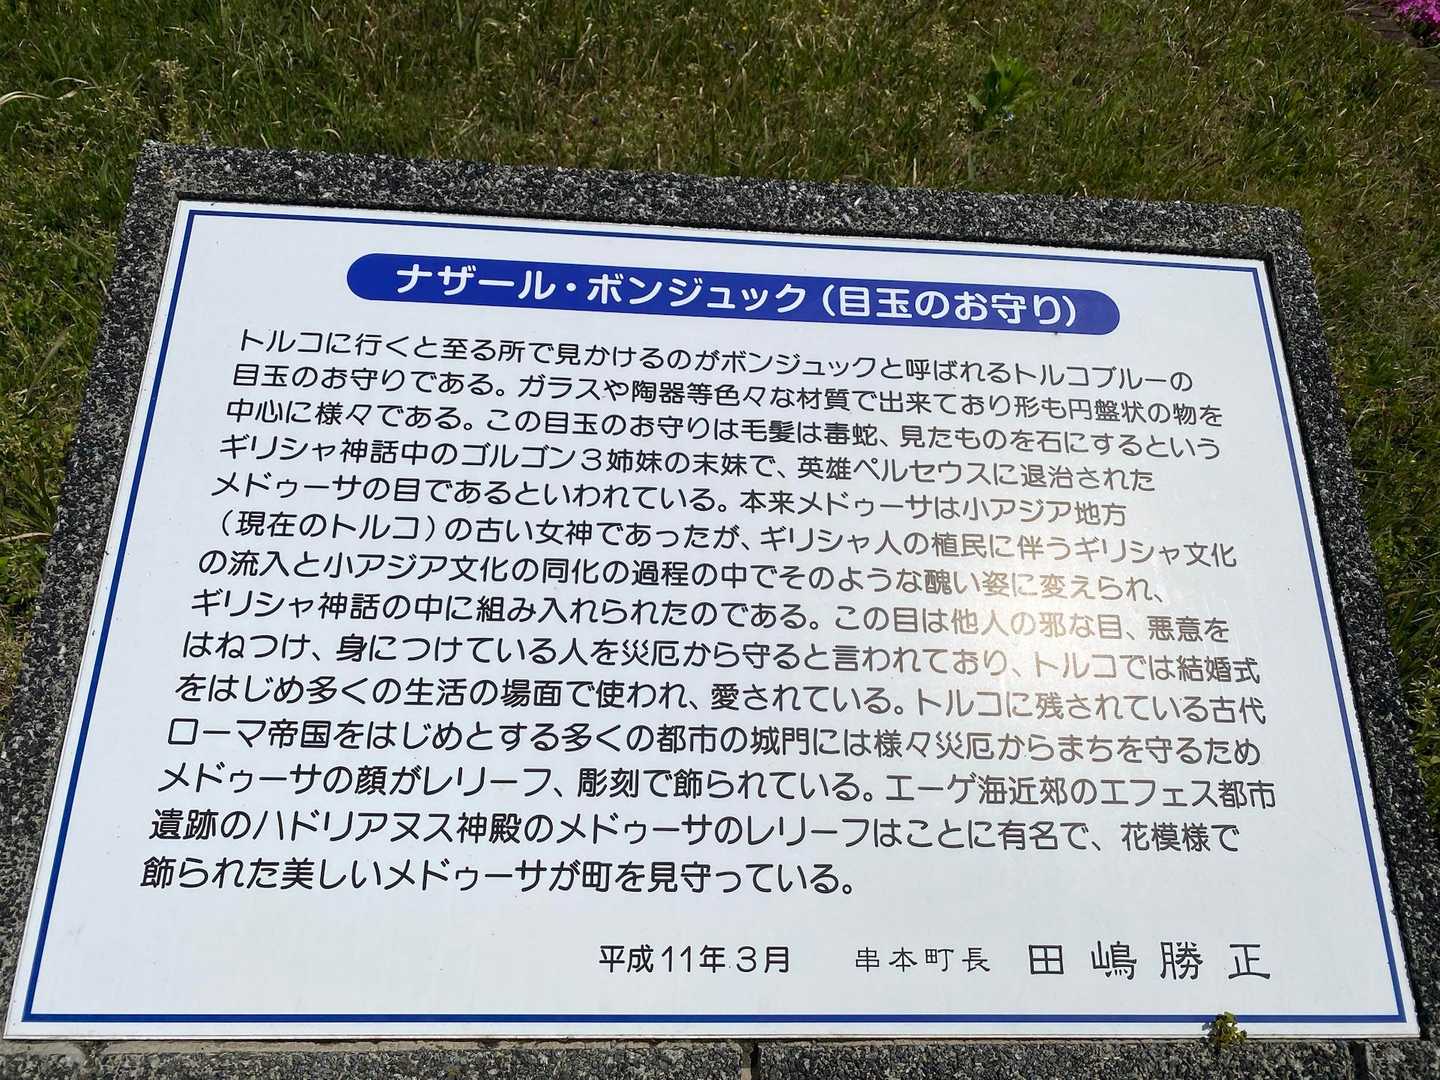 ナザール・ボンジュック（目玉のお守り）
トルコに行くと至る所で見かけるのがボンジュックと呼ばれるトルコブルーの
目玉のお守りである。ガラスや陶器等色々な材質で出来ており形も円盤状の物を
中心に様々である。この目玉のお守りは毛髪は毒蛇、見たものを石にするという
ギリシャ神話中のゴルゴン３姉妹の末妹で、英雄ペルセウスに退治された
メドゥーサの目であるといわれている。本来メドゥーサは小アジア地方
（現在のトルコ）の古い女神であったが、ギリシャ人の植民に伴うギリシャ文化
の流入と小アジア文化の同化の過程の中でそのような醜い姿に変えられ、
ギリシャ神話の中に組み入れられたのである。この目は他人の邪な目、悪意を
はねつけ、身につけている人を災厄から守ると言われており、トルコでは結婚式
をはじめ多くの生活の場面で使われ、愛されている。トルコに残されている古代
ローマ帝国をはじめとする多くの都市の城門には様々災厄からまちを守るため
メドゥーサの顔がレリーフ、彫刻で飾られている。エーゲ海近郊のエフェス都市
遺跡のハドリアヌス神殿のメドゥーサのレリーフはことに有名で、花模様で
飾られた美しいメドゥーサが町を見守っている。
平成11年３月　串本町長　田嶋勝正